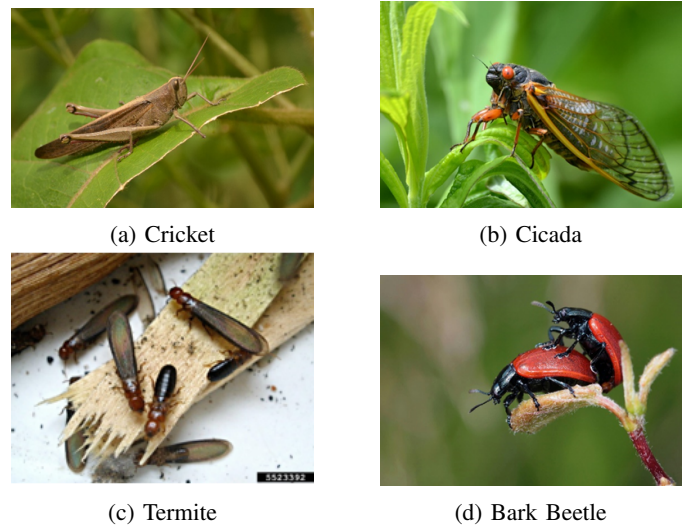 (a) Cricket
(b) Cicada
5523392
(c) Termite
(d) Bark Beetle